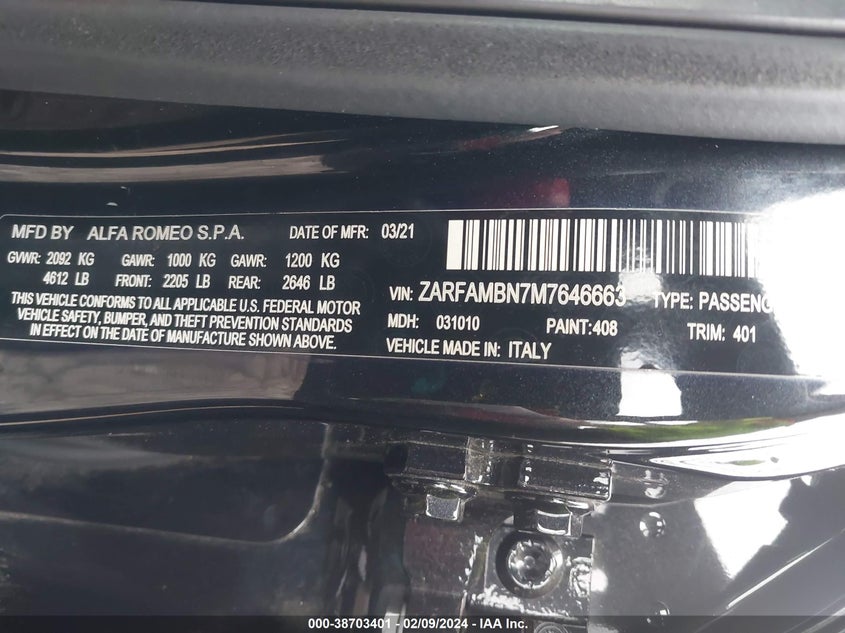 MFD BY ALFA ROMEO S.P.A. DATE OF MFR: 03/21
GVWR: 2092 KG GAWR: 1000 KG GAWR: 1200 KG
4612 LB FRONT: 2205 LB REAR: 2646 LB
THIS VEHICLE CONFORMS TO ALL APPLICABLE U.S. FEDERAL MOTOR
VEHICLE SAFETY, BUMPER, AND THEFT PREVENTION STANDARDS
IN EFFECT ON THE DATE OF MANUFACTURE SHOWN ABOVE.
VIN: ZARFAMBN7M7646663 TYPE: PASSENG
MDH: 031010 PAINT: 408 TRIM: 401
VEHICLE MADE IN: ITALY
000-38703401 - 02/09/2024 - IAA Inc.